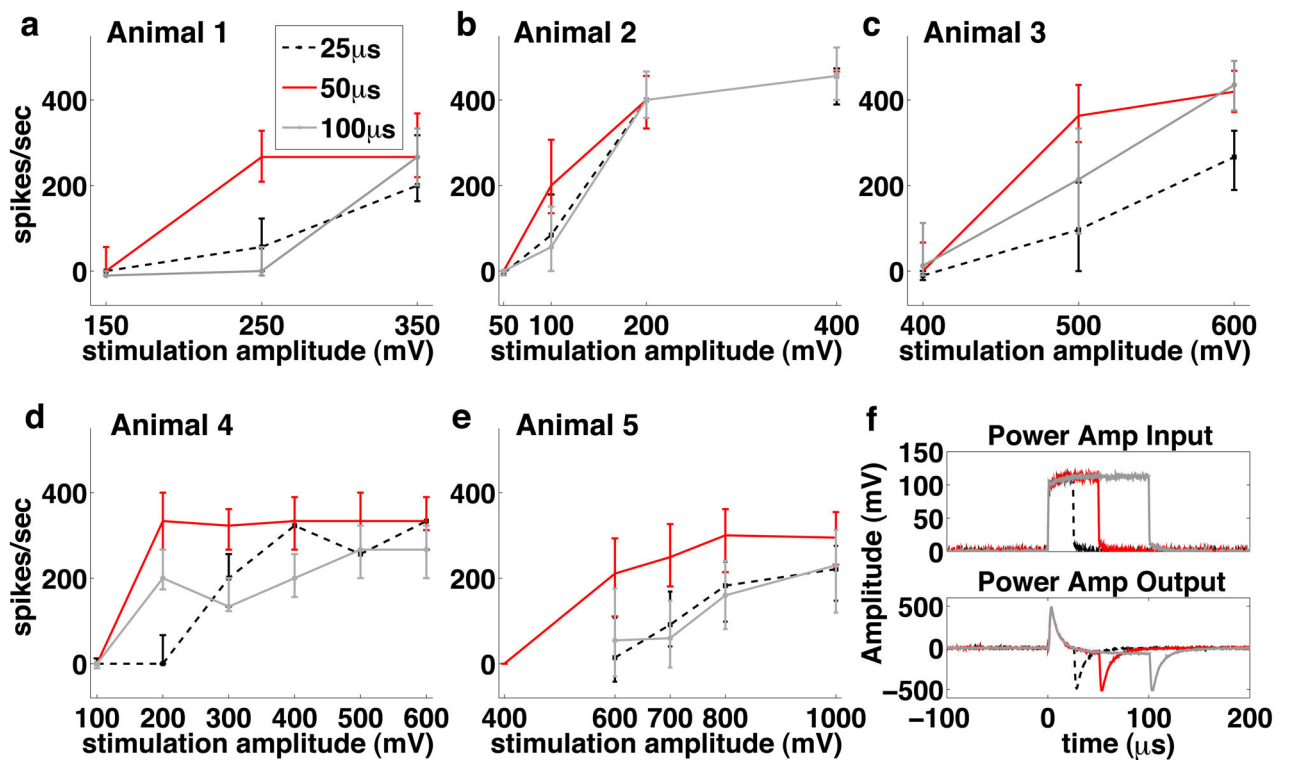 a Animal 1
25µs
50µs
100µs
spikes/sec
400
200
0
150 250 350
stimulation amplitude (mV)
b Animal 2
50 100 200 400
stimulation amplitude (mV)
c Animal 3
400
200
0
400 500 600
stimulation amplitude (mV)
d Animal 4
spikes/sec
400
200
0
100 200 300 400 500 600
stimulation amplitude (mV)
e Animal 5
400
200
0
400 600 700 800 1000
stimulation amplitude (mV)
f
Power Amp Input
Amplitude (mV)
150
100
50
0
Power Amp Output
Amplitude
500
0
−500
−100 0 100 200
time (µs)